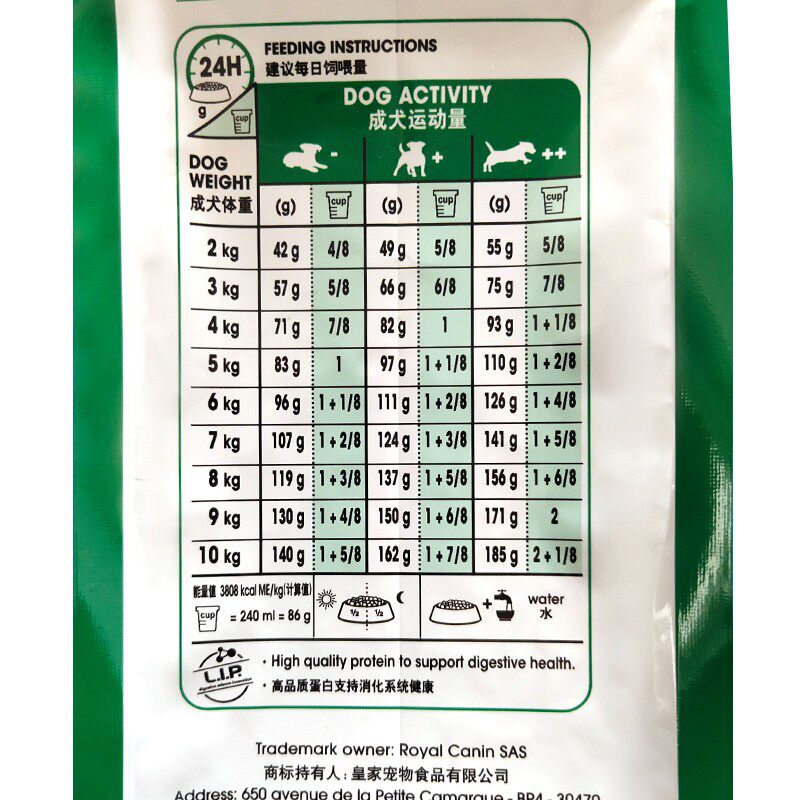 24H
FEEDING INSTRUCTIONS
建议每日饲喂量
g
cup
DOG ACTIVITY
成犬运动量
- + ++
DOG
WEIGHT
成犬体重
(g) cup (g) cup (g) cup
2 kg 42 g 4/8 49 g 5/8 55 g 5/8
3 kg 57 g 5/8 66 g 6/8 75 g 7/8
4 kg 71 g 7/8 82 g 1 93 g 1+1/8
5 kg 83 g 1 97 g 1+1/8 110 g 1+2/8
6 kg 96 g 1+1/8 111 g 1+2/8 126 g 1+4/8
7 kg 107 g 1+2/8 124 g 1+3/8 141 g 1+5/8
8 kg 119 g 1+3/8 137 g 1+5/8 156 g 1+6/8
9 kg 130 g 1+4/8 150 g 1+6/8 171 g 2
10 kg 140 g 1+5/8 162 g 1+7/8 185 g 2+1/8
能量值 3808 kcal ME/kg(计算值)
cup = 240 ml = 86 g
½ ½
+ water
水
L.I.P.
· High quality protein to support digestive health.
· 高品质蛋白支持消化系统健康
Trademark owner: Royal Canin SAS
商标持有人: 皇家宠物食品有限公司
Address: 650 avenue de la Petite Camargue - BP4 - 30470